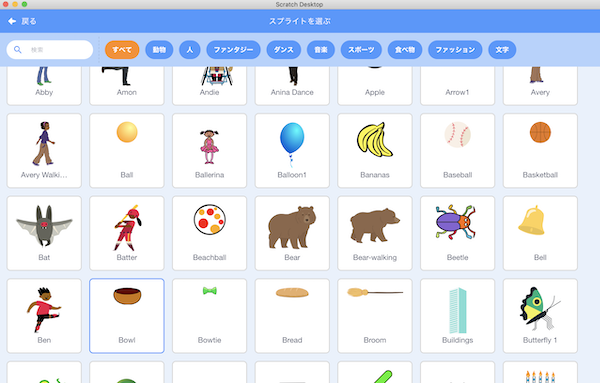 Scratch Desktop
戻る スプライトを選ぶ
検索 すべて 動物 人 ファンタジー ダンス 音楽 スポーツ 食べ物 ファッション 文字
Abby Amon Andie Anina Dance Apple Arrow1 Avery
Avery Walki... Ball Ballerina Balloon1 Bananas Baseball Basketball
Bat Batter Beachball Bear Bear-walking Beetle Bell
Ben Bowl Bowtie Bread Broom Buildings Butterfly 1